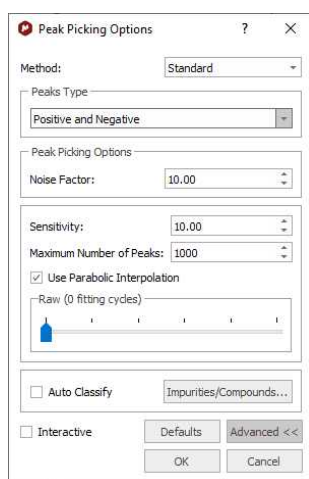 Peak Picking Options ? ×
Method: Standard
Peaks Type
Positive and Negative
Peak Picking Options
Noise Factor: 10.00
Sensitivity: 10.00
Maximum Number of Peaks: 1000
Use Parabolic Interpolation
Raw (0 fitting cycles)
Auto Classify Impurities/Compounds...
Interactive Defaults Advanced <<
OK Cancel